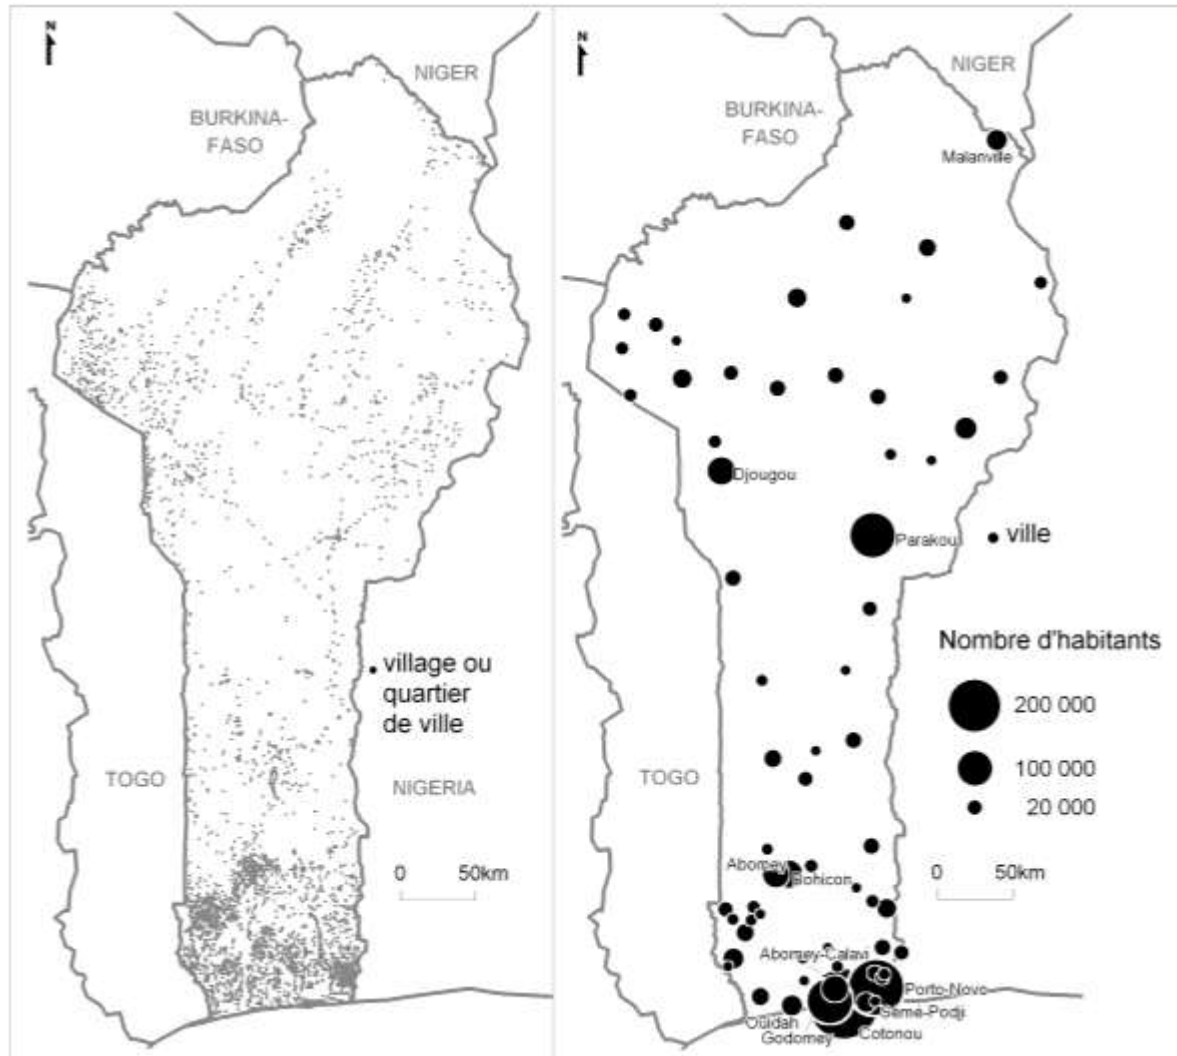 N
NIGER
BURKINA-
FASO
village ou
quartier
de ville
TOGO
NIGERIA
0 50km
N
NIGER
BURKINA-
FASO
Malanville
Djougou
Parakou
ville
Nombre d'habitants
200 000
100 000
20 000
TOGO
0 50km
Abomey
Bohicon
Abomey-Calavi
Porto-Novo
Sèmè-Podji
Ouidah
Godomey
Cotonou